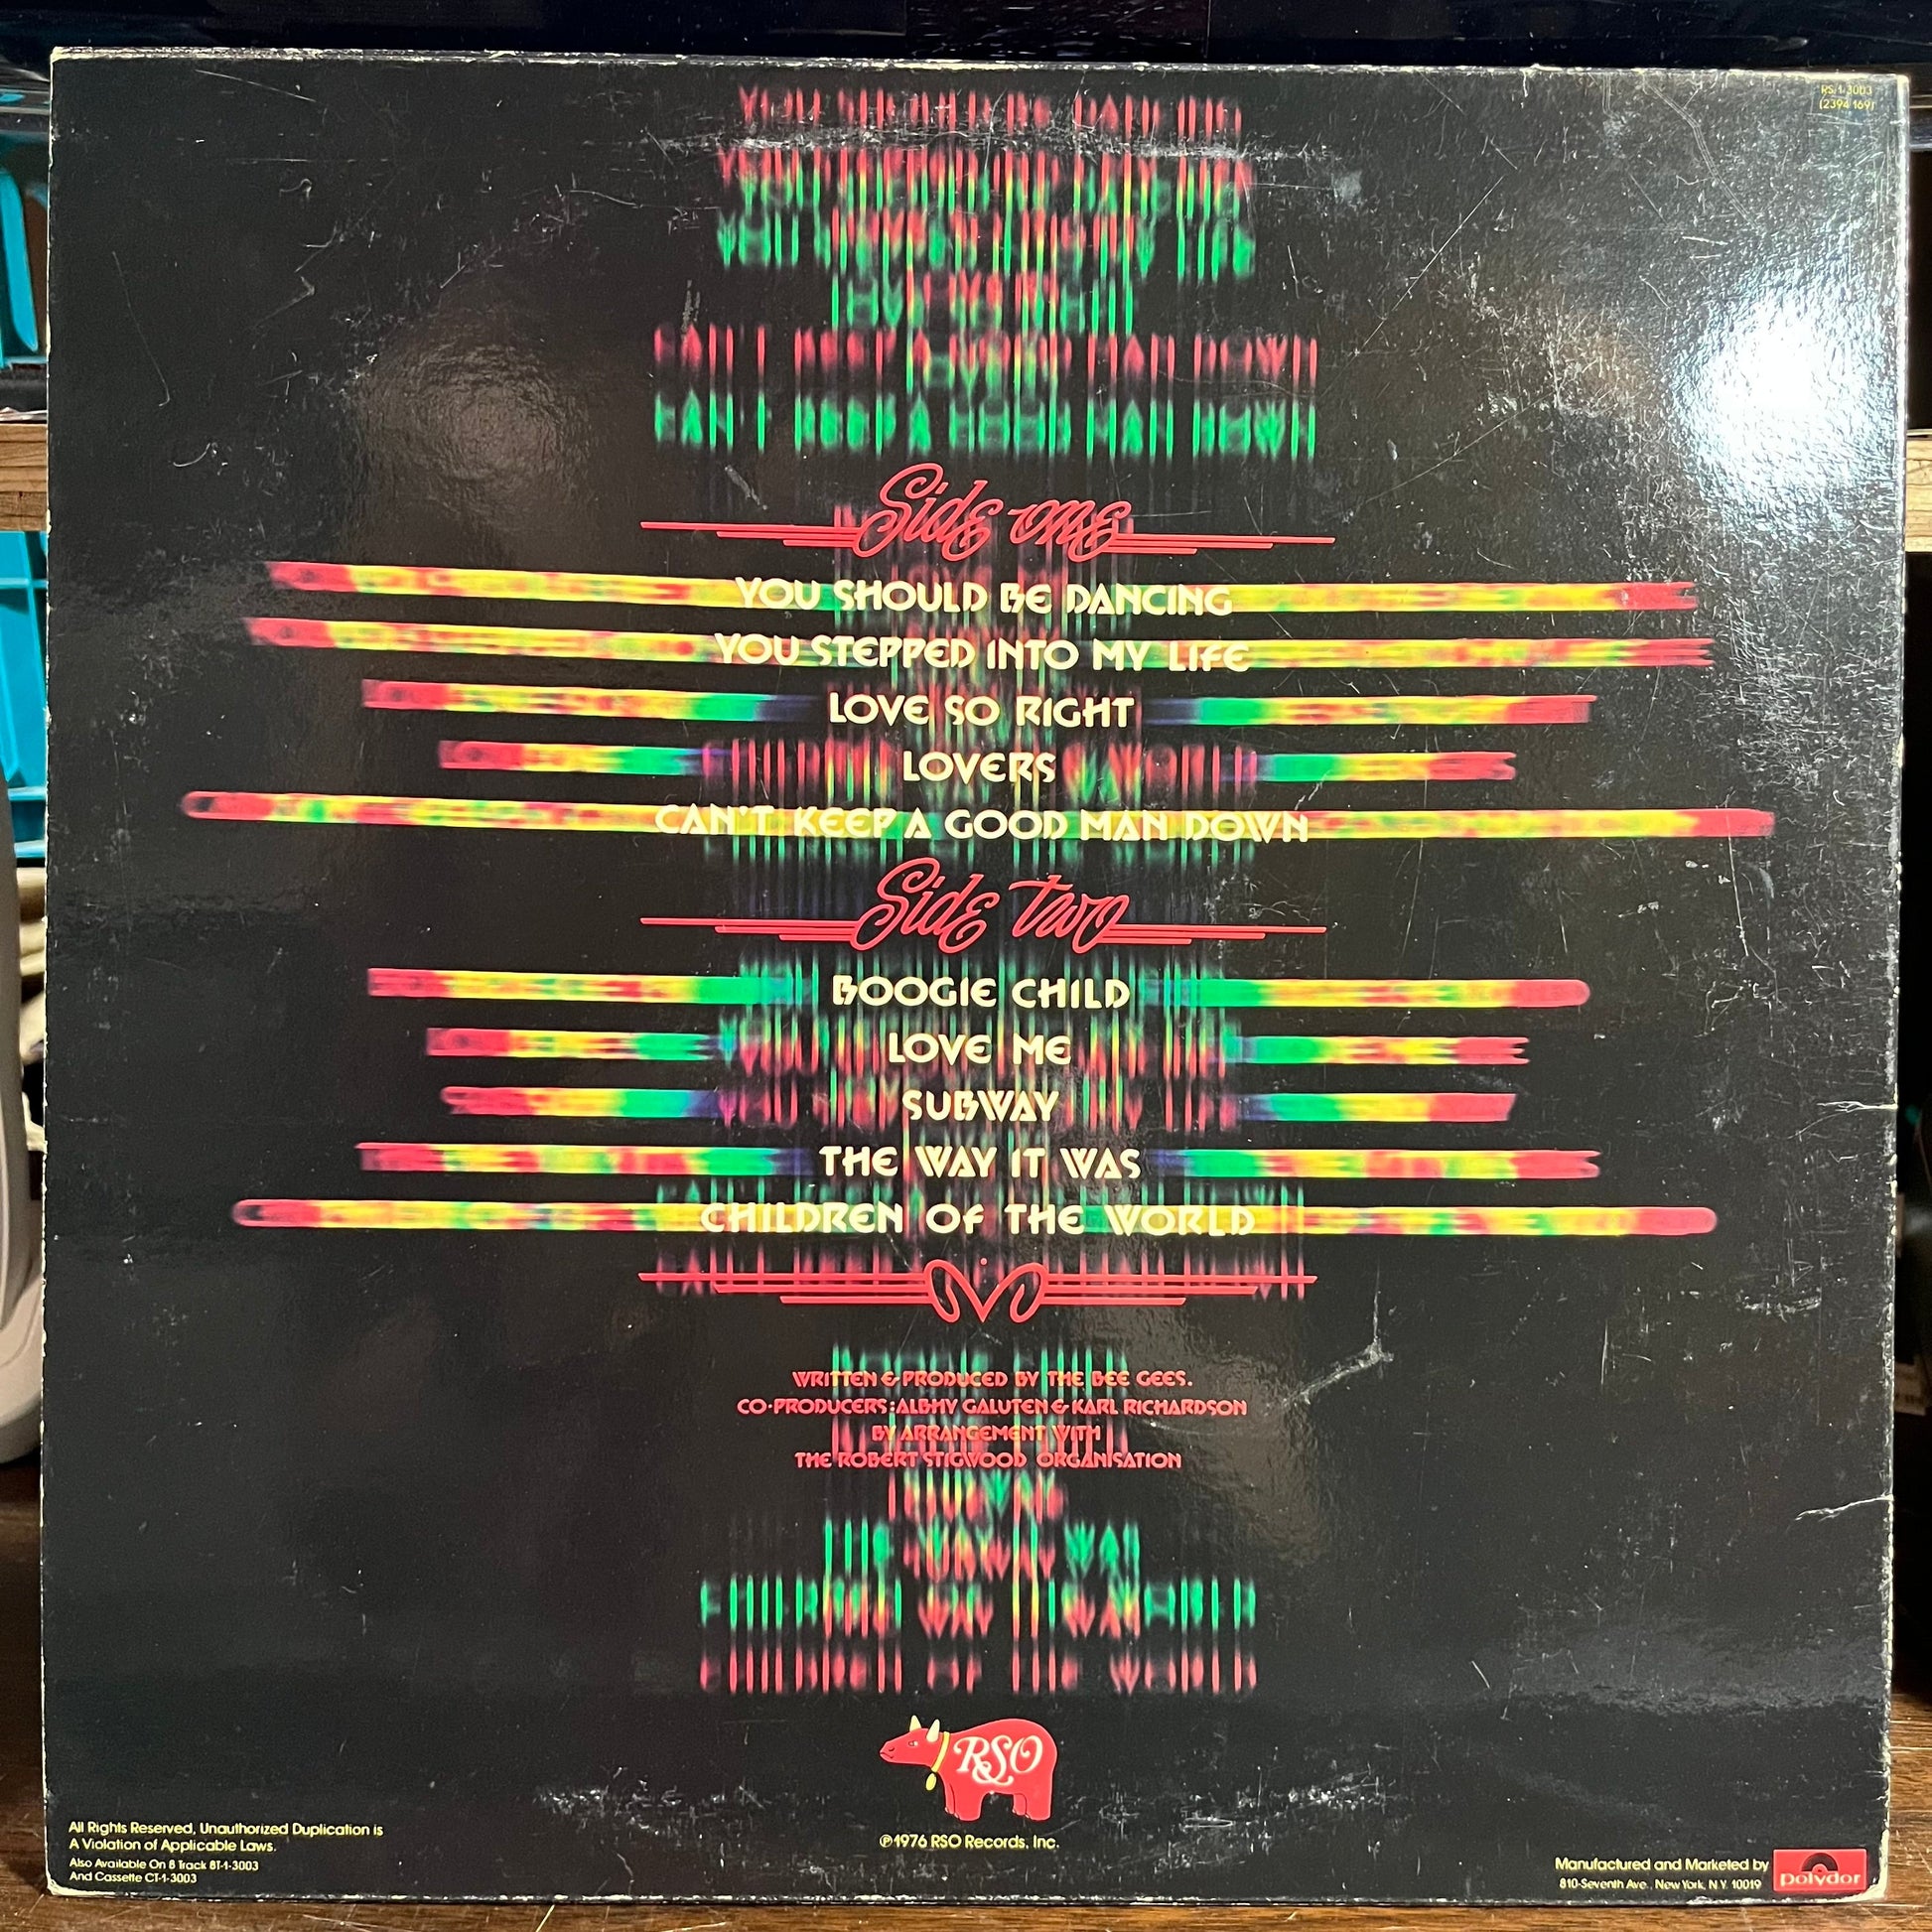 RS-1-3003
(2394 169)
Side one
YOU SHOULD BE DANCING
YOU STEPPED INTO MY LIFE
LOVE SO RIGHT
LOVERS
CAN'T KEEP A GOOD MAN DOWN
Side two
BOOGIE CHILD
LOVE ME
SUBWAY
THE WAY IT WAS
CHILDREN OF THE WORLD
WRITTEN & PRODUCED BY THE BEE GEES.
CO-PRODUCERS: ALBHY GALUTEN & KARL RICHARDSON
BY ARRANGEMENT WITH
THE ROBERT STIGWOOD ORGANISATION
CHILDREN OF THE WORLD
RSO
℗1976 RSO Records, Inc.
All Rights Reserved, Unauthorized Duplication is
A Violation of Applicable Laws.
Also Available On 8 Track 8T-1-3003
And Cassette CT-1-3003
Manufactured and Marketed by
810-Seventh Ave., New York, N.Y. 10019
polydor